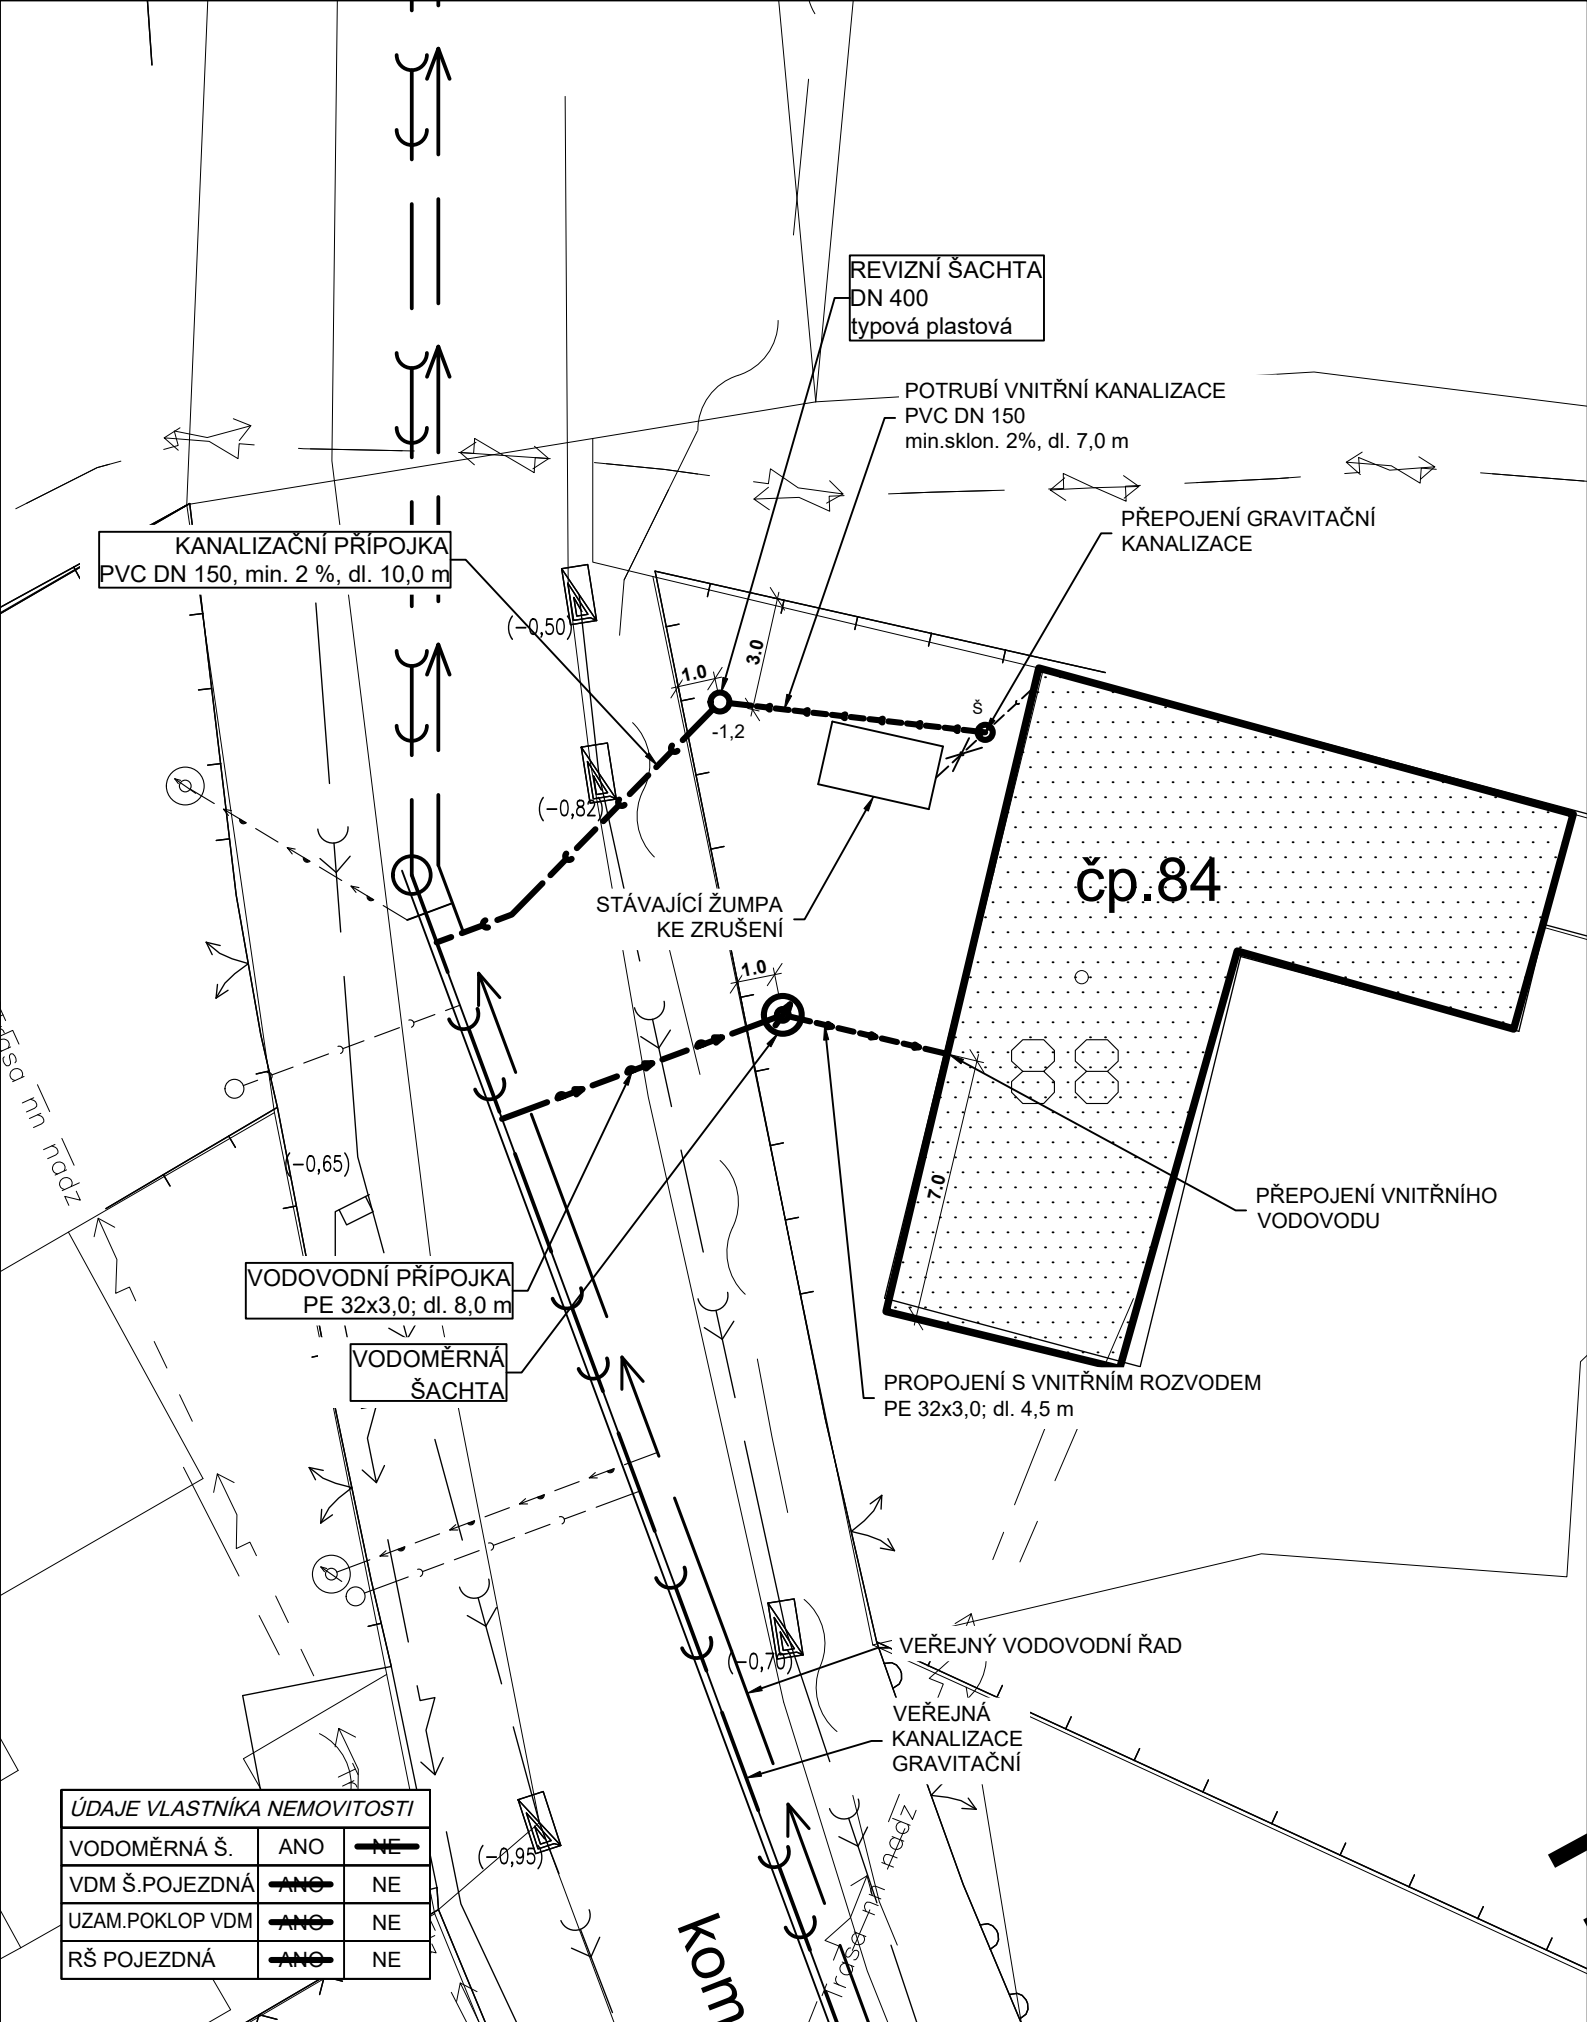 REVIZNÍ ŠACHTA
DN 400
typová plastová
POTRUBÍ VNITŘNÍ KANALIZACE
PVC DN 150
min.sklon. 2%, dl. 7,0 m
PŘEPOJENÍ GRAVITAČNÍ
KANALIZACE
KANALIZAČNÍ PŘÍPOJKA
PVC DN 150, min. 2 %, dl. 10,0 m
(-0,50)
3.0
1.0
Š
-1,2
(-0,82)
čp.84
STÁVAJÍCÍ ŽUMPA
KE ZRUŠENÍ
1.0
trasa nn nadz
(-0,65)
7.0
PŘEPOJENÍ VNITŘNÍHO
VODOVODU
VODOVODNÍ PŘÍPOJKA
PE 32x3,0; dl. 8,0 m
VODOMĚRNÁ
ŠACHTA
PROPOJENÍ S VNITŘNÍM ROZVODEM
PE 32x3,0; dl. 4,5 m
VEŘEJNÝ VODOVODNÍ ŘAD
(-0,70)
VEŘEJNÁ
KANALIZACE
GRAVITAČNÍ
ÚDAJE VLASTNÍKA NEMOVITOSTI
VODOMĚRNÁ Š. ANO NE
VDM Š.POJEZDNÁ ANO NE
UZAM.POKLOP VDM ANO NE
RŠ POJEZDNÁ ANO NE
(-0,95)
trasa nn nadz
kom